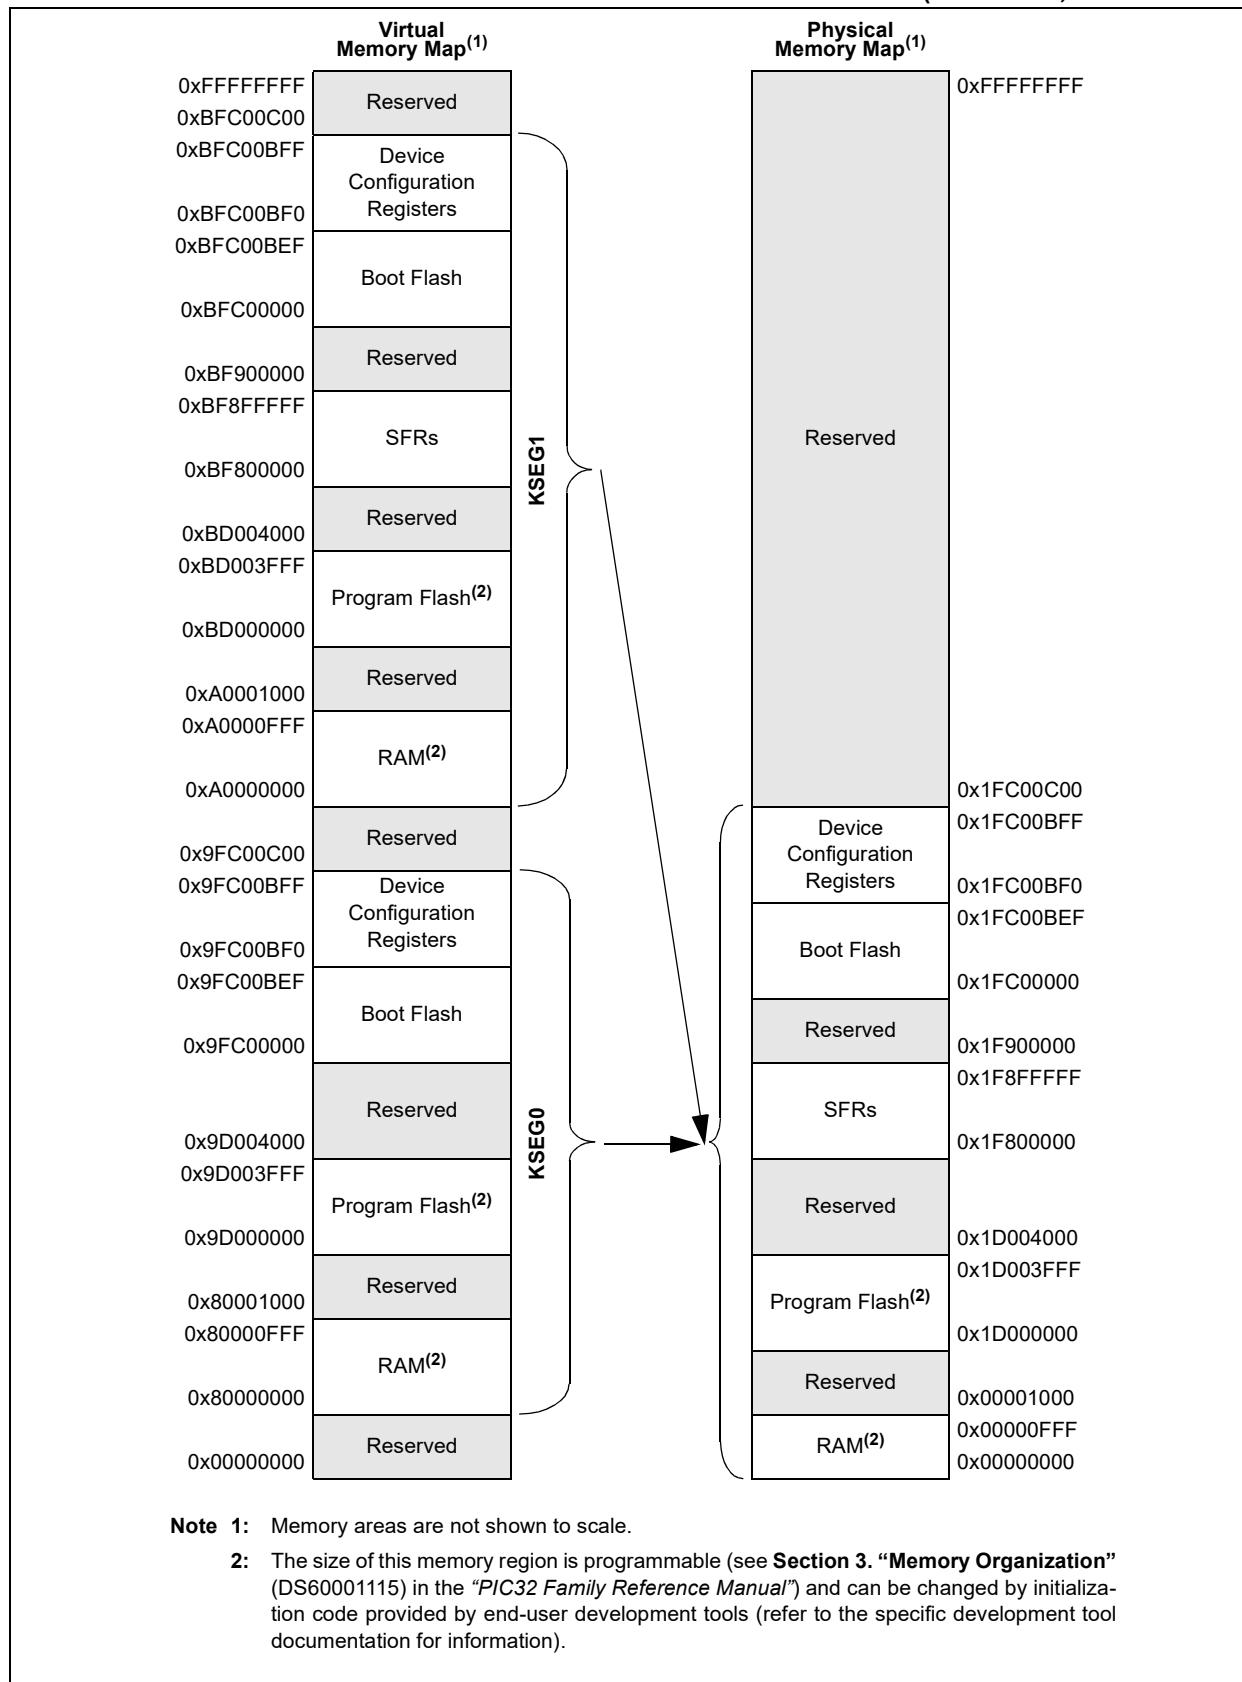 Virtual
Memory Map(1)
0xFFFFFFFF
Reserved
0xBFC00C00
0xBFC00BFF
Device
Configuration
Registers
0xBFC00BF0
0xBFC00BEF
Boot Flash
0xBFC00000
Reserved
0xBF900000
0xBF8FFFFF
SFRs
0xBF800000
Reserved
0xBD004000
0xBD003FFF
Program Flash(2)
0xBD000000
Reserved
0xA0001000
0xA0000FFF
RAM(2)
0xA0000000
KSEG1
Reserved
0x9FC00C00
0x9FC00BFF
Device
Configuration
Registers
0x9FC00BF0
0x9FC00BEF
Boot Flash
0x9FC00000
Reserved
0x9D004000
0x9D003FFF
Program Flash(2)
0x9D000000
Reserved
0x80001000
0x80000FFF
RAM(2)
0x80000000
KSEG0
Reserved
0x00000000
Physical
Memory Map(1)
0xFFFFFFFF
Reserved
0x1FC00C00
0x1FC00BFF
Device
Configuration
Registers
0x1FC00BF0
0x1FC00BEF
Boot Flash
0x1FC00000
Reserved
0x1F900000
0x1F8FFFFF
SFRs
0x1F800000
Reserved
0x1D004000
0x1D003FFF
Program Flash(2)
0x1D000000
Reserved
0x00001000
0x00000FFF
RAM(2)
0x00000000
Note 1: Memory areas are not shown to scale.
2: The size of this memory region is programmable (see Section 3. “Memory Organization”
(DS60001115) in the “PIC32 Family Reference Manual”) and can be changed by initializa-
tion code provided by end-user development tools (refer to the specific development tool
documentation for information).